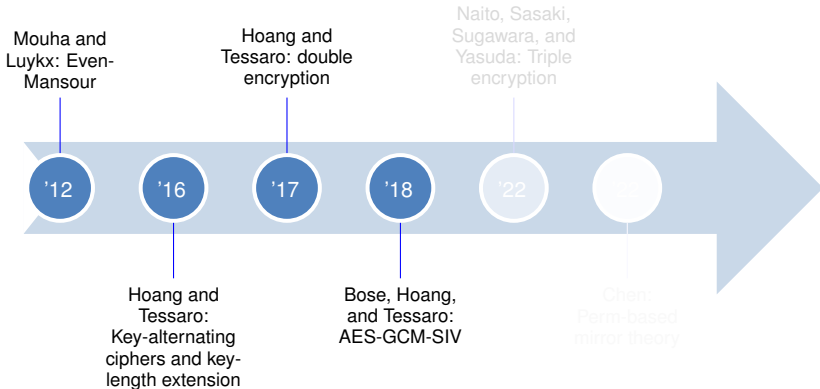 Mouha and
Luykx: Even-
Mansour
Hoang and
Tessaro: double
encryption
Naito, Sasaki,
Sugawara, and
Yasuda: Triple
encryption
’12
’16
’17
’18
’22
Hoang and
Tessaro:
Key-alternating
ciphers and key-
length extension
Bose, Hoang,
and Tessaro:
AES-GCM-SIV
Chen:
Perm-based
mirror theory